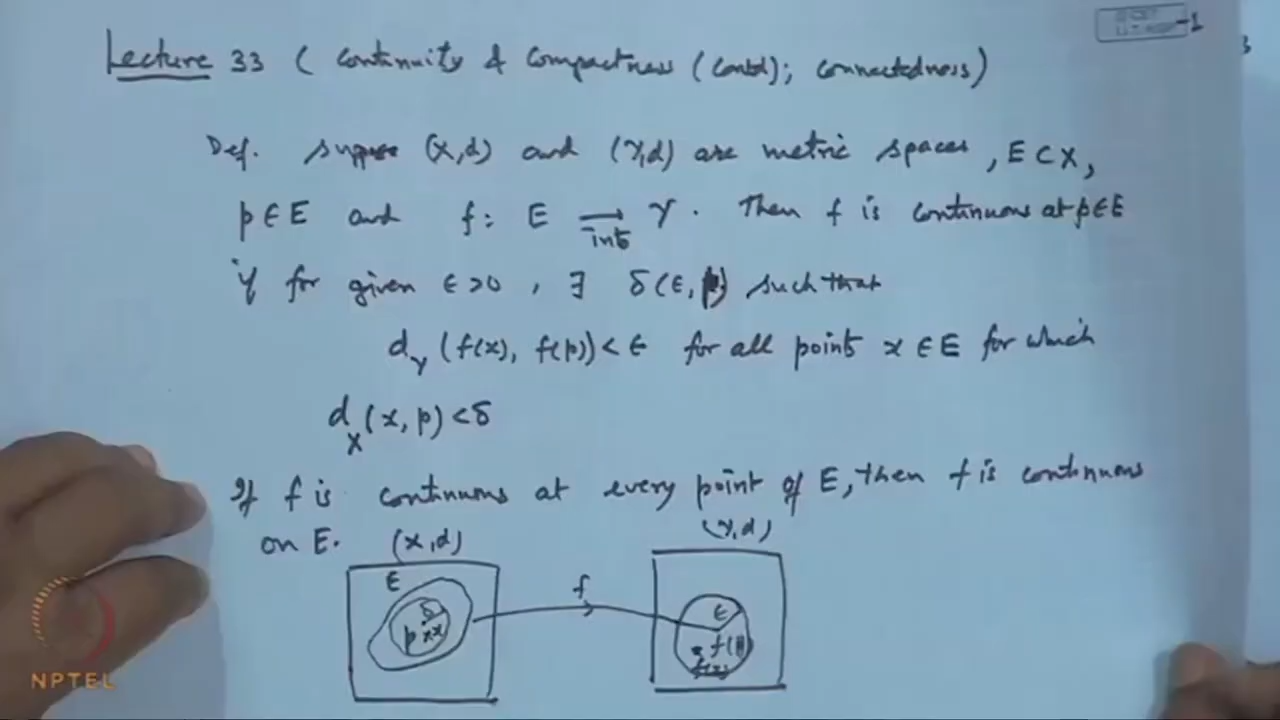 Lecture 33 ( Continuity & Compactness (Contd); Connectedness)
Def. Suppose (X,d) and (Y,d) are metric spaces, E⊂X,
p∈E and f: E → Y. Then f is continuous at p∈E
into
if for given ε>0, ∃ δ(ε,p) such that
d_Y (f(x), f(p)) < ε for all points x∈E for which
d_X (x, p) < δ
If f is continuous at every point of E, then f is continuous
on E. (X,d) (Y,d)
E f ε
δ
p x f(p)
f(x)
NPTEL